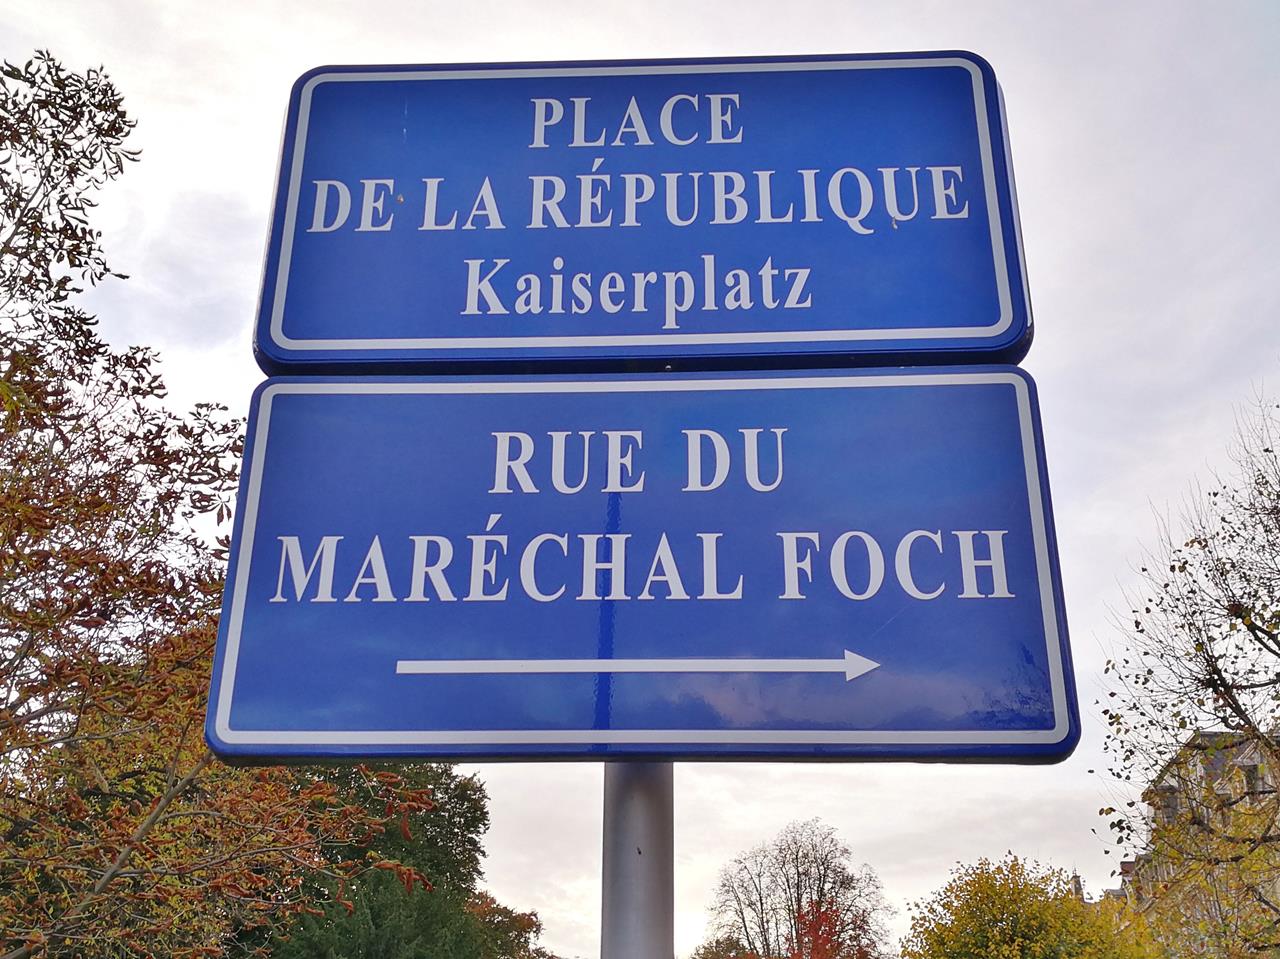 PLACE
DE LA RÉPUBLIQUE
Kaiserplatz
RUE DU
MARÉCHAL FOCH